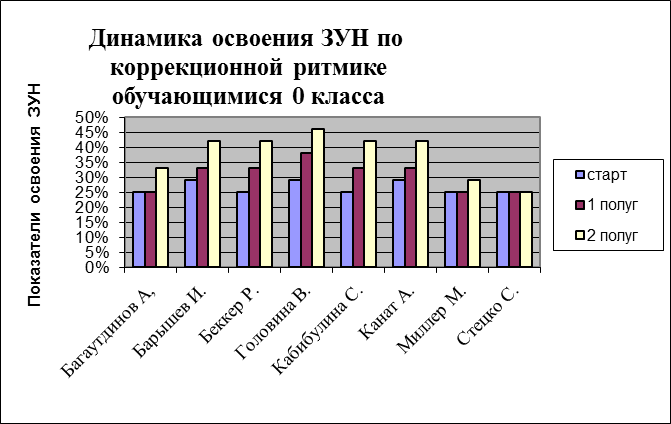 Динамика освоения ЗУН по
коррекционной ритмике
обучающимися 0 класса
Показатели освоения ЗУН
50%
45%
40%
35%
30%
25%
20%
15%
10%
5%
0%
Багаутдинов А,
Барышев И.
Беккер Р.
Головина В.
Кабибулина С.
Канат А.
Миллер М.
Стецко С.
старт
1 полуг
2 полуг